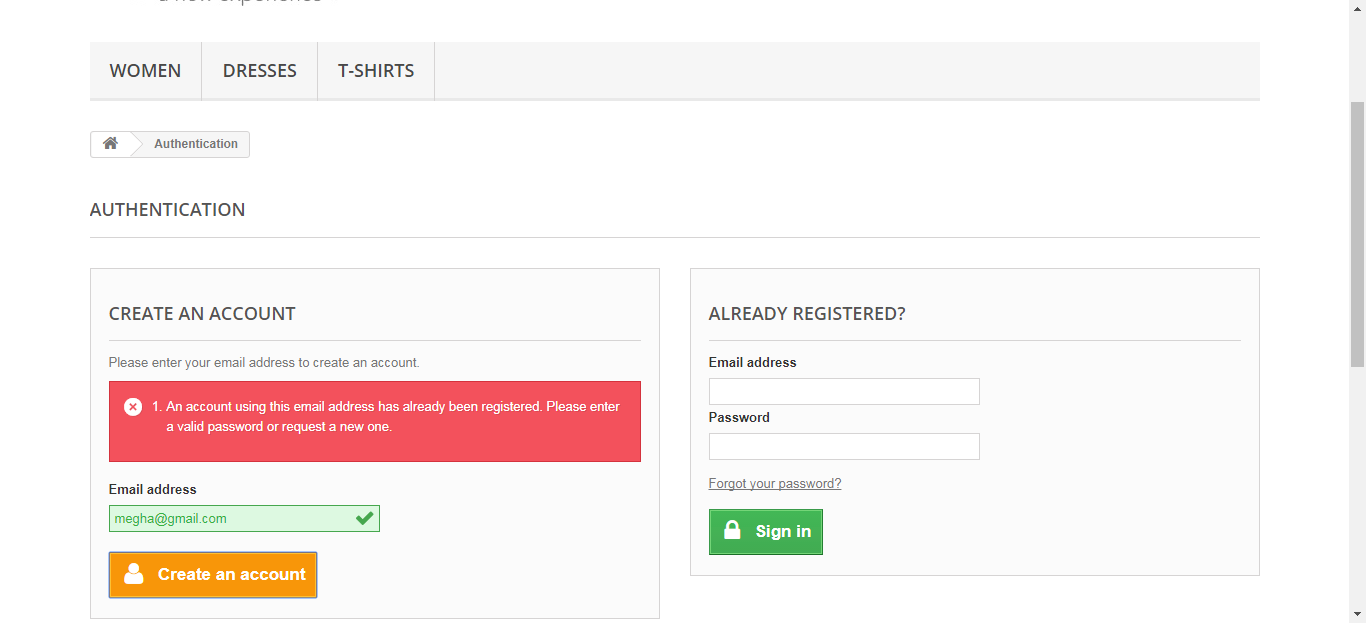 a new experience
WOMEN
DRESSES
T-SHIRTS
Authentication
AUTHENTICATION
CREATE AN ACCOUNT
Please enter your email address to create an account.
1. An account using this email address has already been registered. Please enter
a valid password or request a new one.
Email address
megha@gmail.com
Create an account
ALREADY REGISTERED?
Email address
Password
Forgot your password?
Sign in